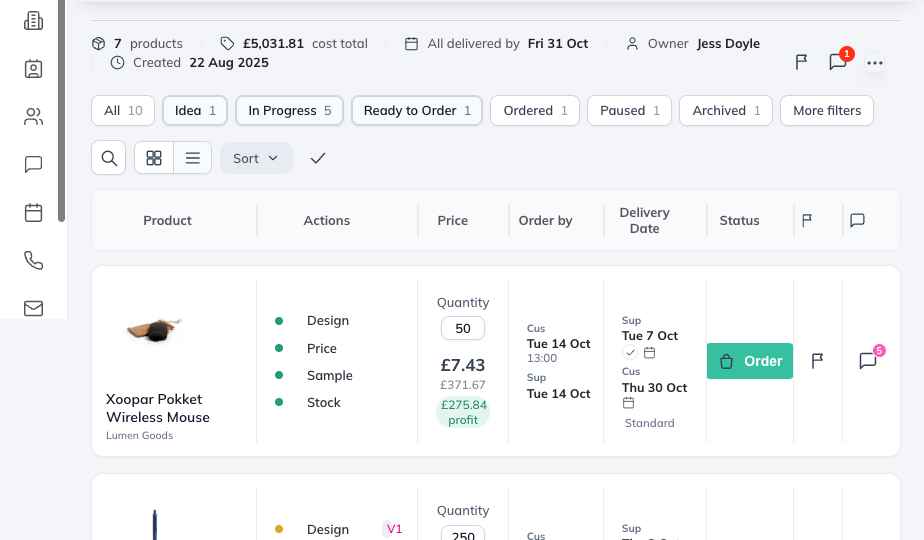 7 products £5,031.81 cost total All delivered by Fri 31 Oct Owner Jess Doyle
Created 22 Aug 2025
1
All 10 Idea 1 In Progress 5 Ready to Order 1 Ordered 1 Paused 1 Archived 1 More filters
Sort
Product Actions Price Order by Delivery Date Status
Xoopar Pokket
Wireless Mouse
Lumen Goods
Design
Price
Sample
Stock
Quantity
50
£7.43
£371.67
£275.84
profit
Cus
Tue 14 Oct
13:00
Sup
Tue 14 Oct
Sup
Tue 7 Oct
Cus
Thu 30 Oct
Standard
Order
5
Design V1
Quantity
250
Cus
Sup